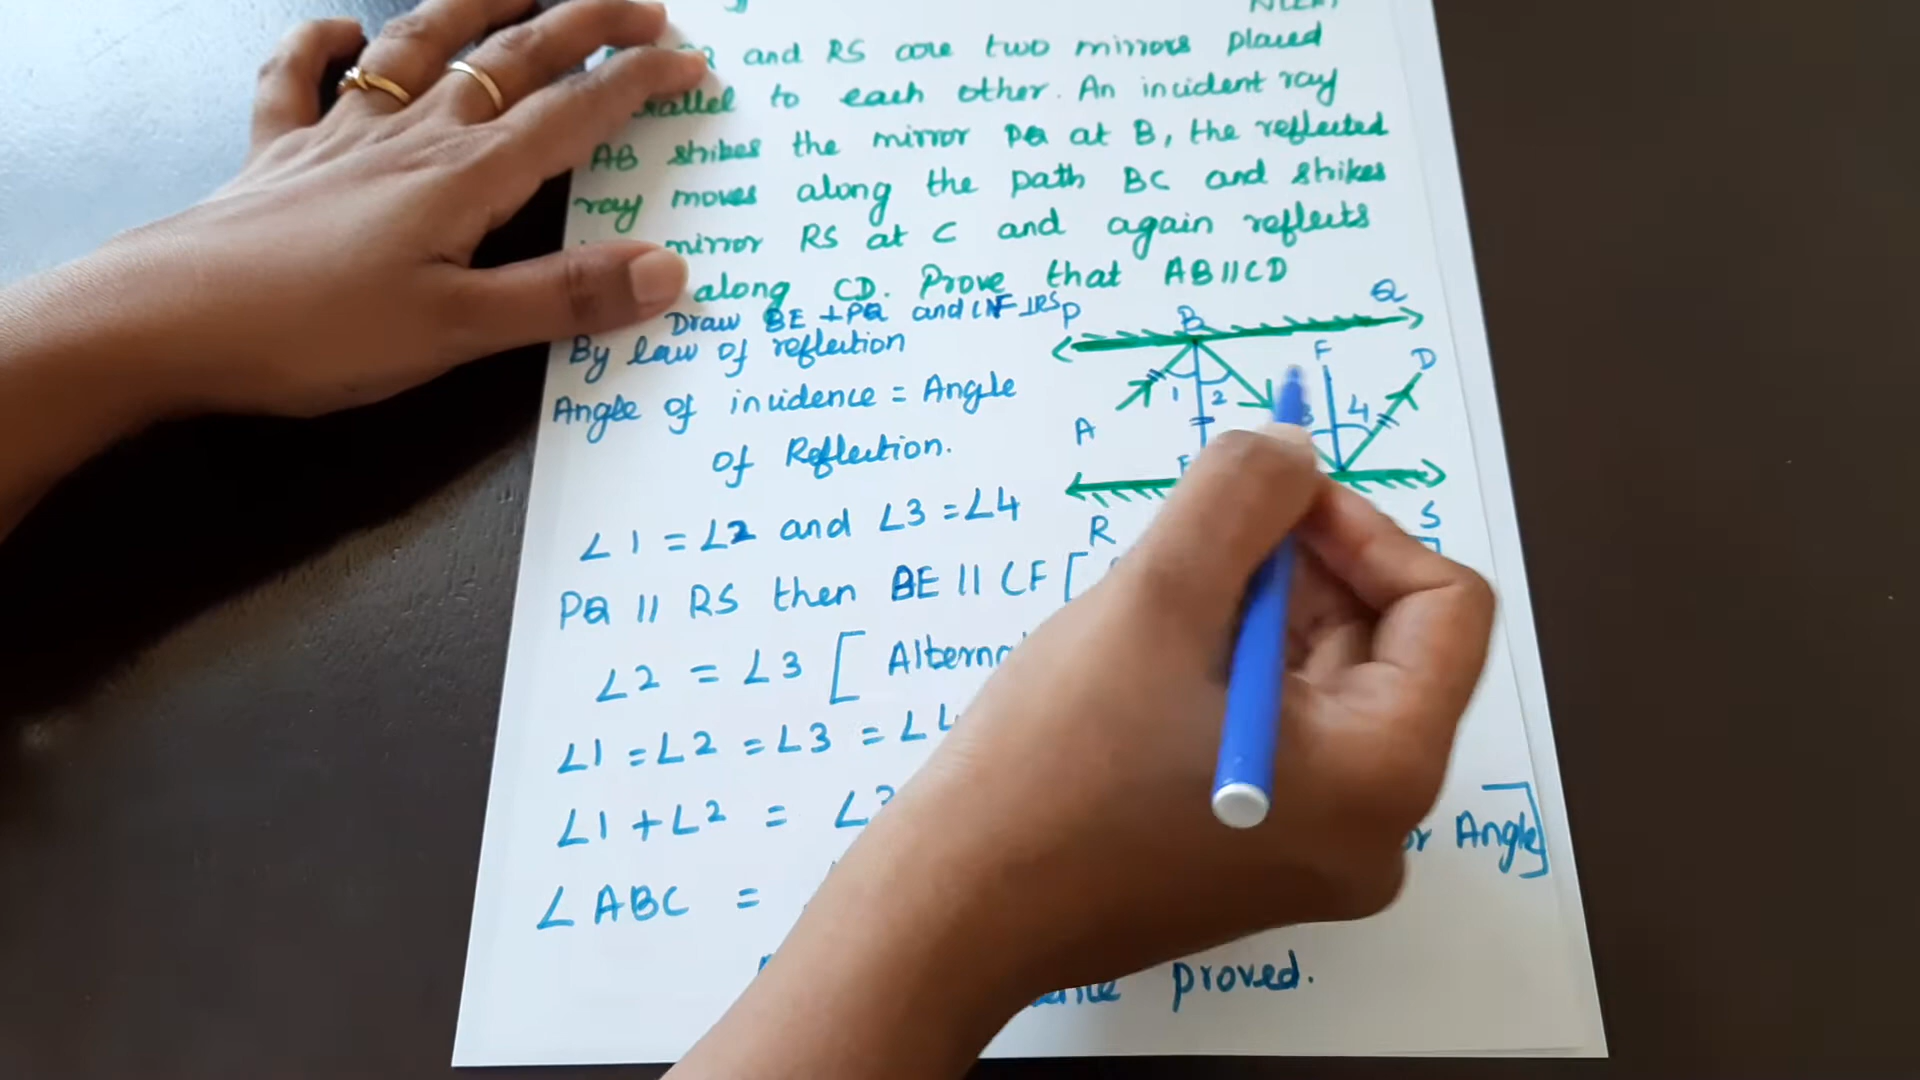 NCERT
and RS are two mirrors placed
to each other. An incident ray
AB strikes the mirror PQ at B, the reflected
ray moves along the path BC and strikes
mirror RS at C and again reflects
along CD. Prove that AB||CD
Draw BE ⊥PQ and CF ⊥RS
By law of reflection
Angle of incidence = Angle
of Reflection.
∠1 = ∠2 and ∠3 = ∠4
PQ || RS then BE || CF [
∠2 = ∠3 [
∠1 = ∠2 = ∠3 = ∠4
∠1 + ∠2 =
∠ABC =
Angle]
proved.
P
B
Q
F
D
1
2
3
4
A
E
R
S